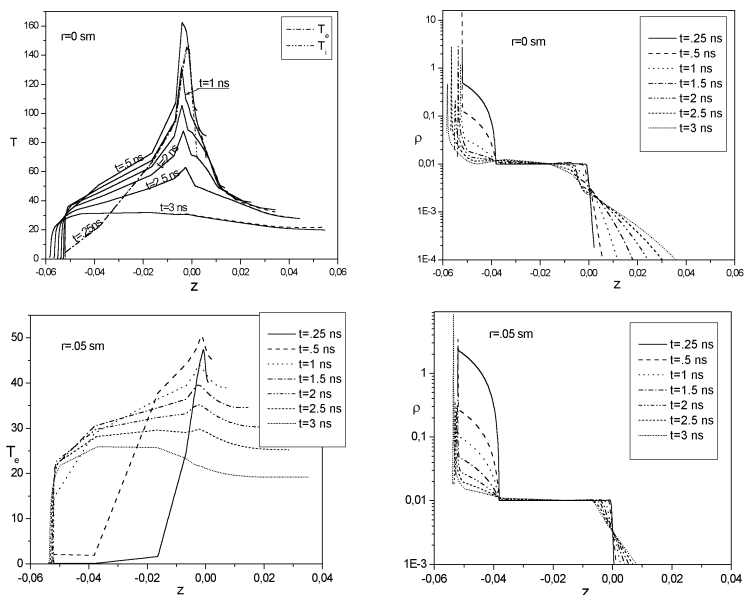 r=0 sm
T_e
T_i
t=1 ns
t=.5 ns
t=2 ns
t=2.5 ns
t=.25ns
t=3 ns
T
160
140
120
100
80
60
40
20
0
-0,06 -0,04 -0,02 0,00 0,02 0,04 0,06
z
r=0 sm
t=.25 ns
t=.5 ns
t=1 ns
t=1.5 ns
t=2 ns
t=2.5 ns
t=3 ns
ρ
10
1
0,1
0,01
1E-3
1E-4
-0,06 -0,04 -0,02 0,00 0,02 0,04 0,06
z
r=.05 sm
t=.25 ns
t=.5 ns
t=1 ns
t=1.5 ns
t=2 ns
t=2.5 ns
t=3 ns
T_e
50
40
30
20
10
0
-0,06 -0,04 -0,02 0,00 0,02 0,04
z
r=.05 sm
t=.25 ns
t=.5 ns
t=1 ns
t=1.5 ns
t=2 ns
t=2.5 ns
t=3 ns
ρ
1
0,1
0,01
1E-3
-0,06 -0,04 -0,02 0,00 0,02 0,04
z